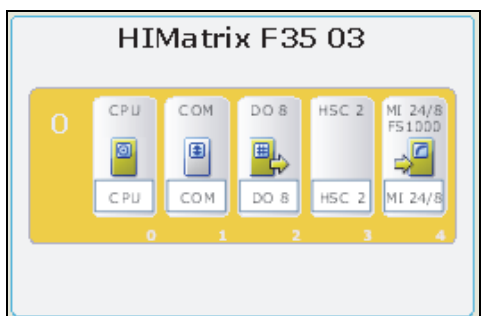 HIMatrix F35 03
0
CPU COM DO 8 HSC 2 MI 24/8
FS1000
CPU COM DO 8 HSC 2 MI 24/8
0 1 2 3 4